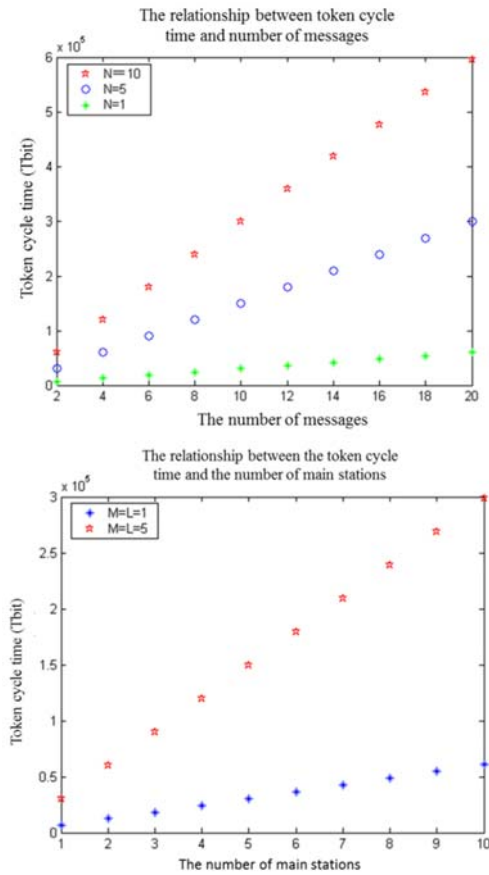 The relationship between token cycle
time and number of messages
× 10⁵
6
N=10
N=5
N=1
5
4
3
2
1
0
Token cycle time (Tbit)
2 4 6 8 10 12 14 16 18 20
The number of messages
The relationship between the token cycle
time and the number of main stations
× 10⁵
3
M=L=1
M=L=5
2.5
2
1.5
1
0.5
0
Token cycle time (Tbit)
1 2 3 4 5 6 7 8 9 10
The number of main stations